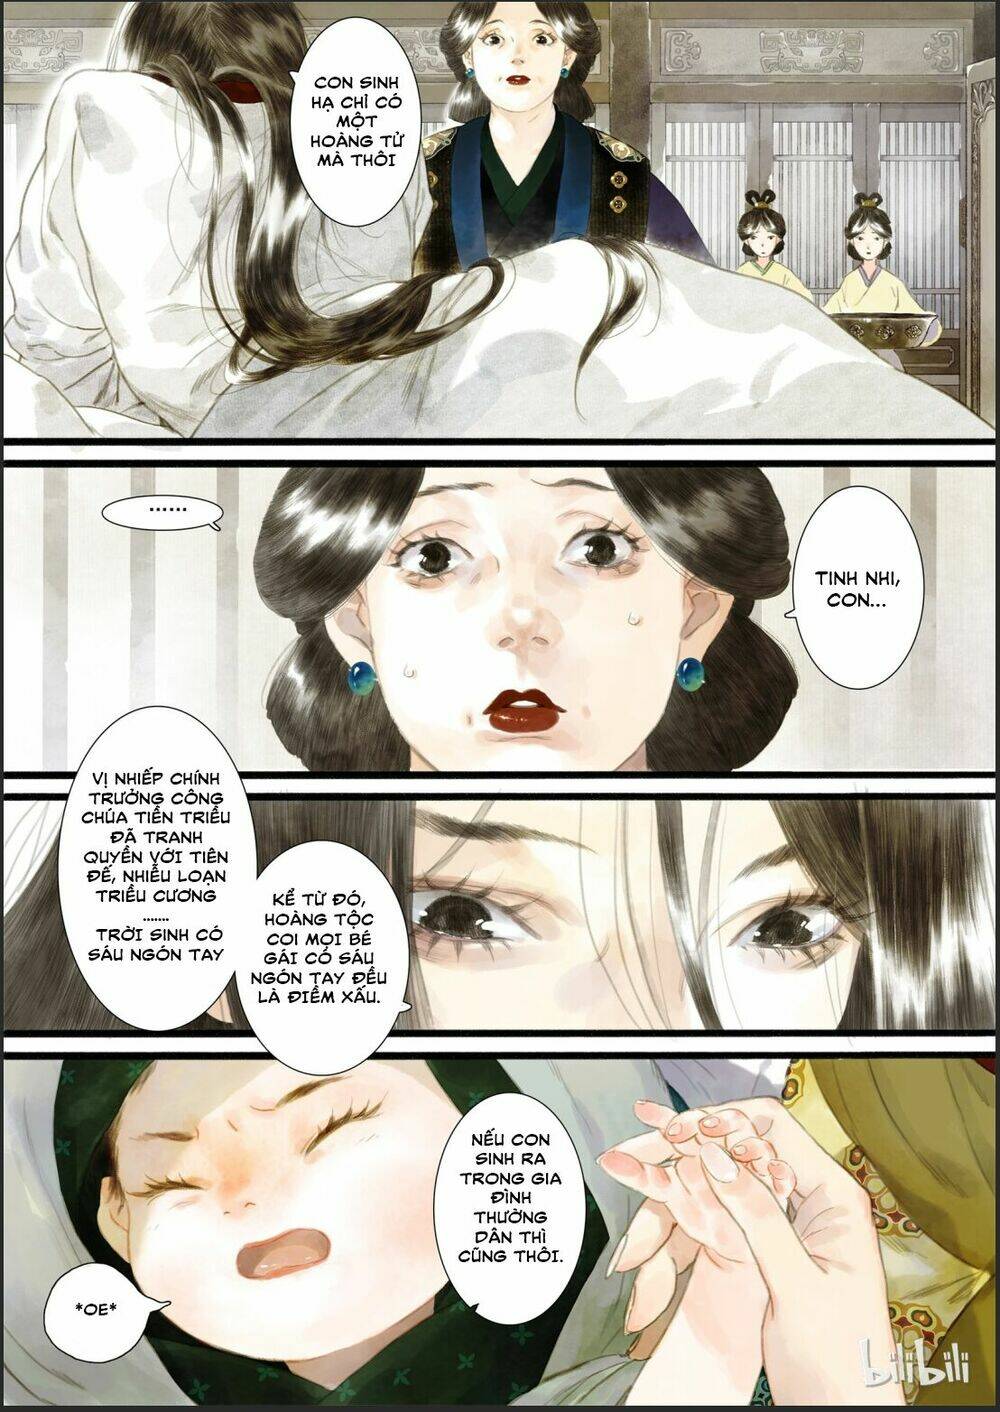 CON SINH
HẠ CHỈ CÓ
MỘT
HOÀNG TỬ
MÀ THÔI
......
TINH NHI,
CON...
VỊ NHIẾP CHÍNH
TRƯỞNG CÔNG
CHÚA TIỀN TRIỀU
ĐÃ TRANH
QUYỀN VỚI TIÊN
ĐẾ, NHIỄU LOẠN
TRIỀU CƯƠNG
.......
TRỜI SINH CÓ
SÁU NGÓN TAY
KỂ TỪ ĐÓ,
HOÀNG TỘC
COI MỌI BÉ
GÁI CÓ SÁU
NGÓN TAY ĐỀU
LÀ ĐIỀM XẤU.
NẾU CON
SINH RA
TRONG GIA
ĐÌNH
THƯỜNG
DÂN THÌ
CŨNG THÔI.
*OE*
bilibili